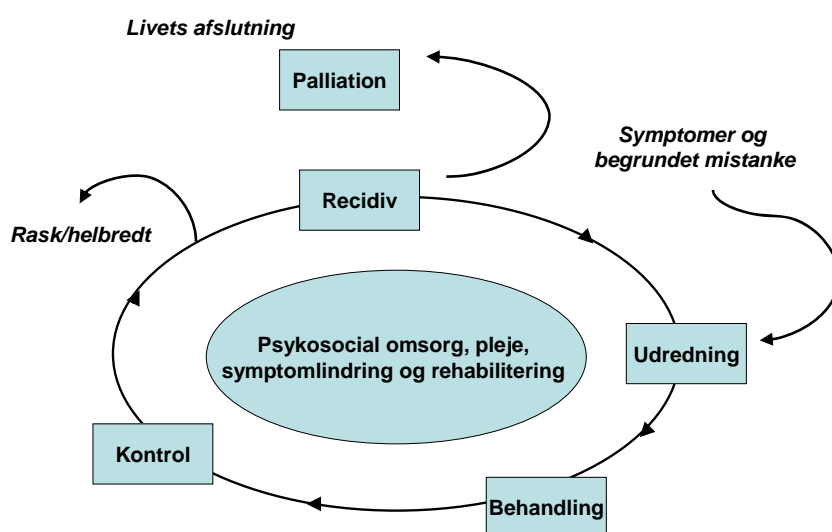 Livets afslutning
Palliation
Symptomer og
begrundet mistanke
Recidiv
Rask/helbredt
Psykosocial omsorg, pleje,
symptomlindring og rehabilitering
Udredning
Kontrol
Behandling